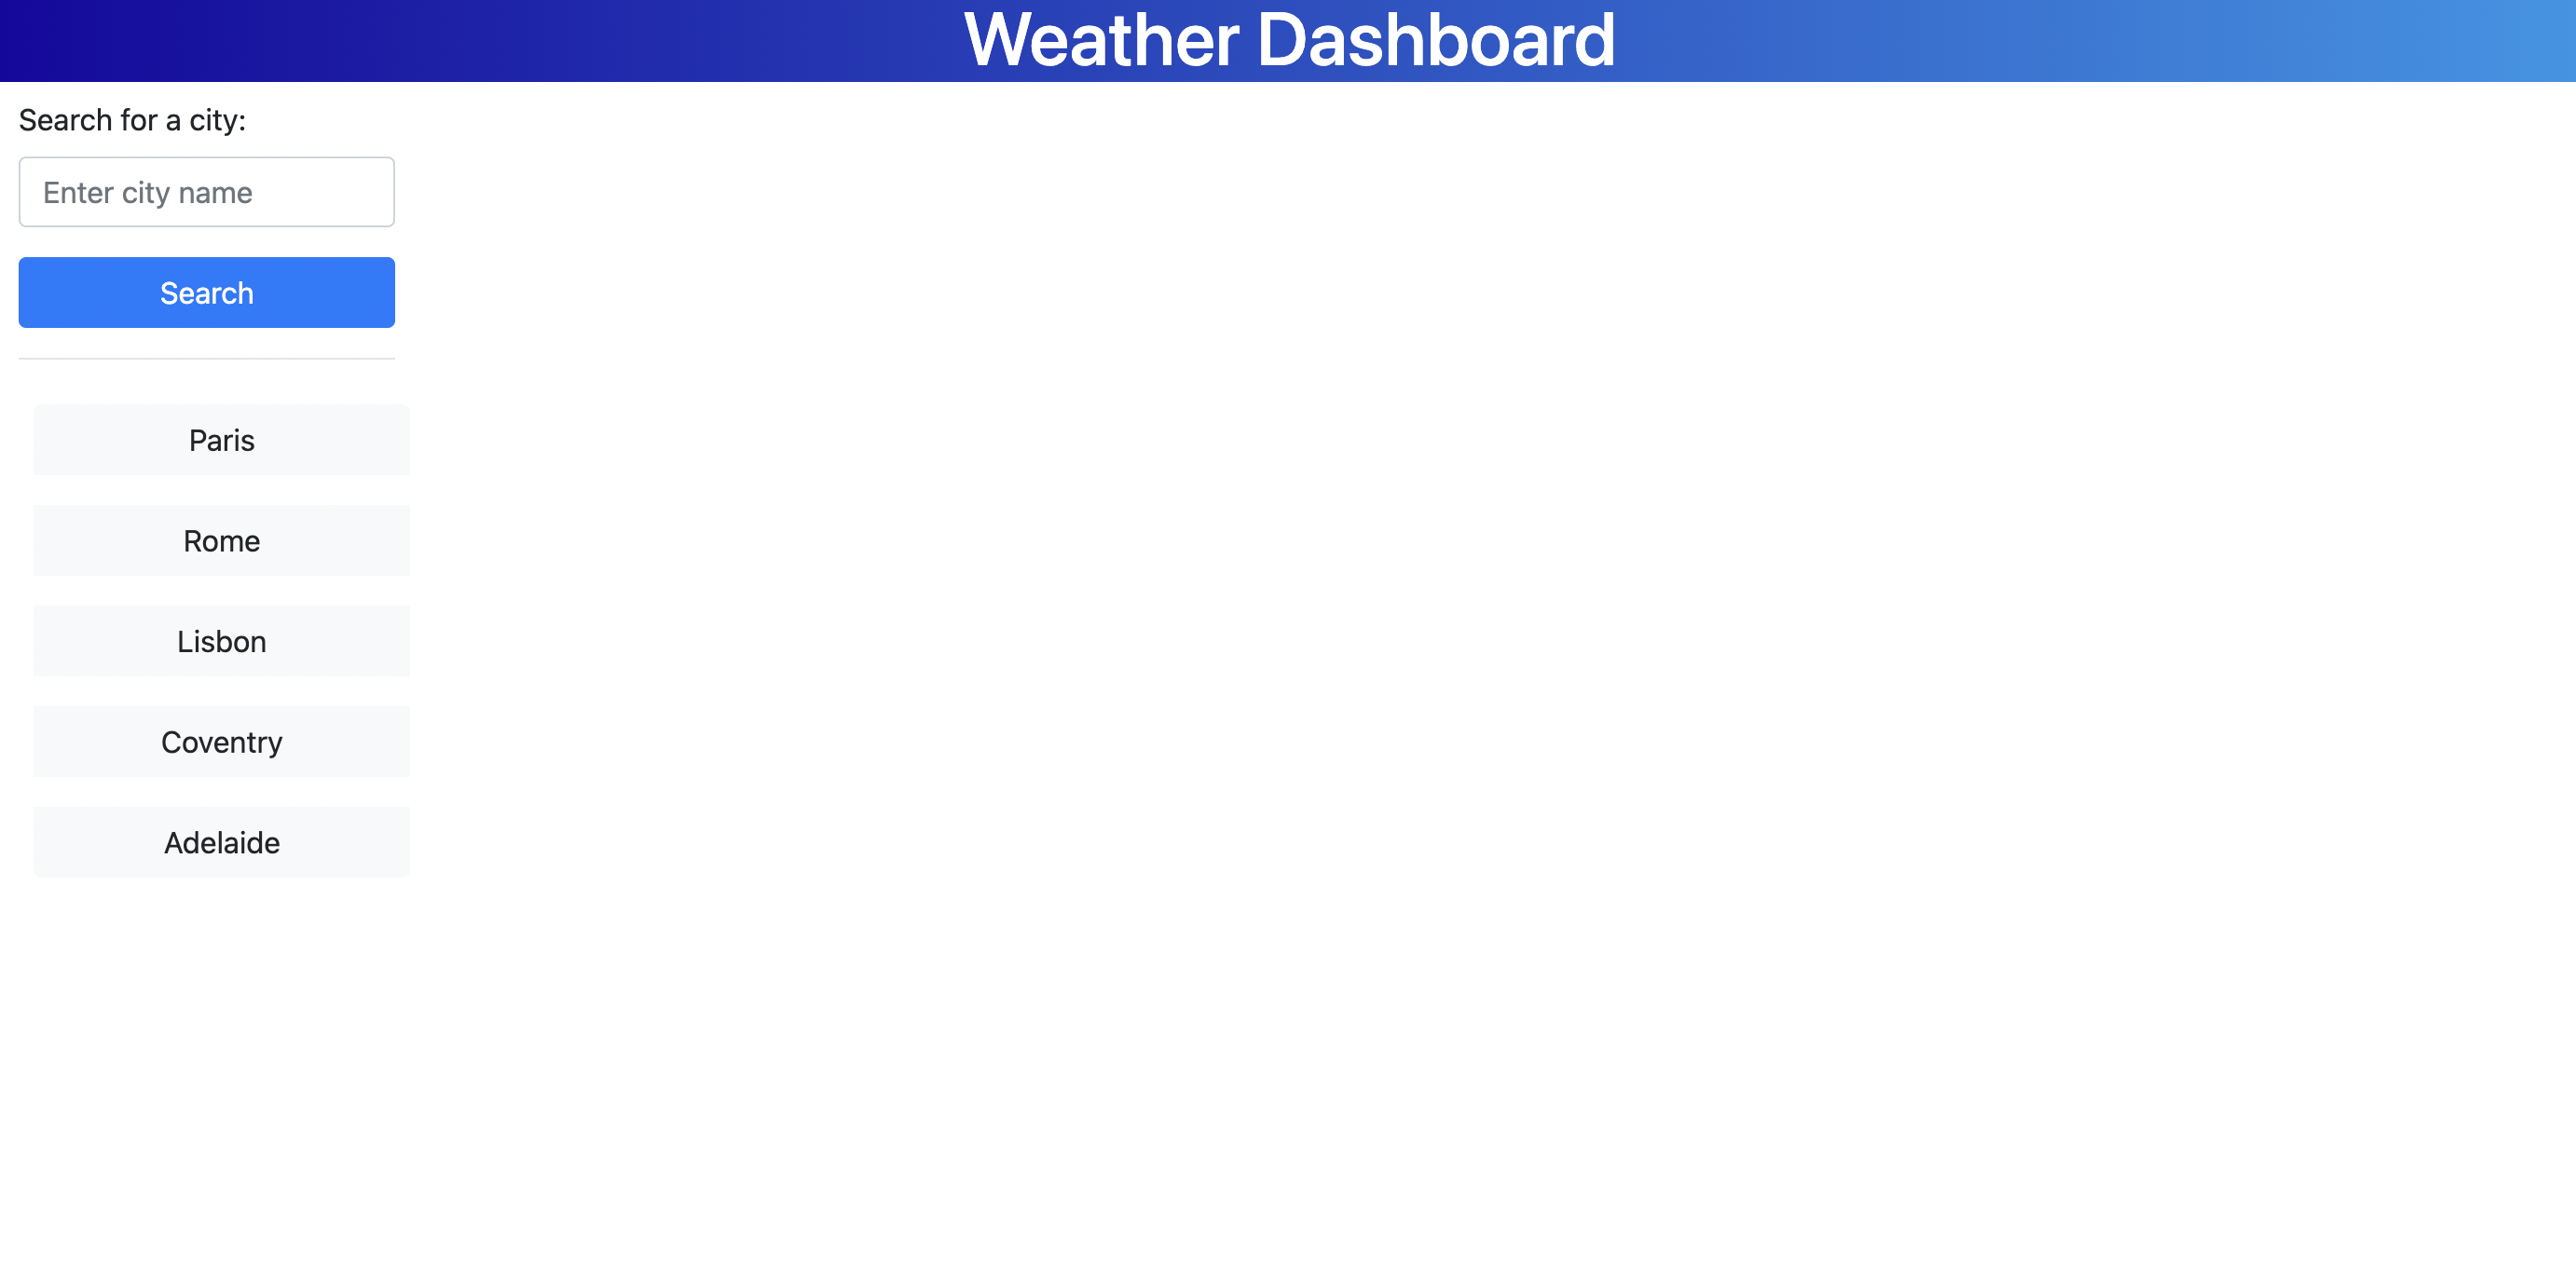 Weather Dashboard
Search for a city:
Enter city name
Search
Paris
Rome
Lisbon
Coventry
Adelaide